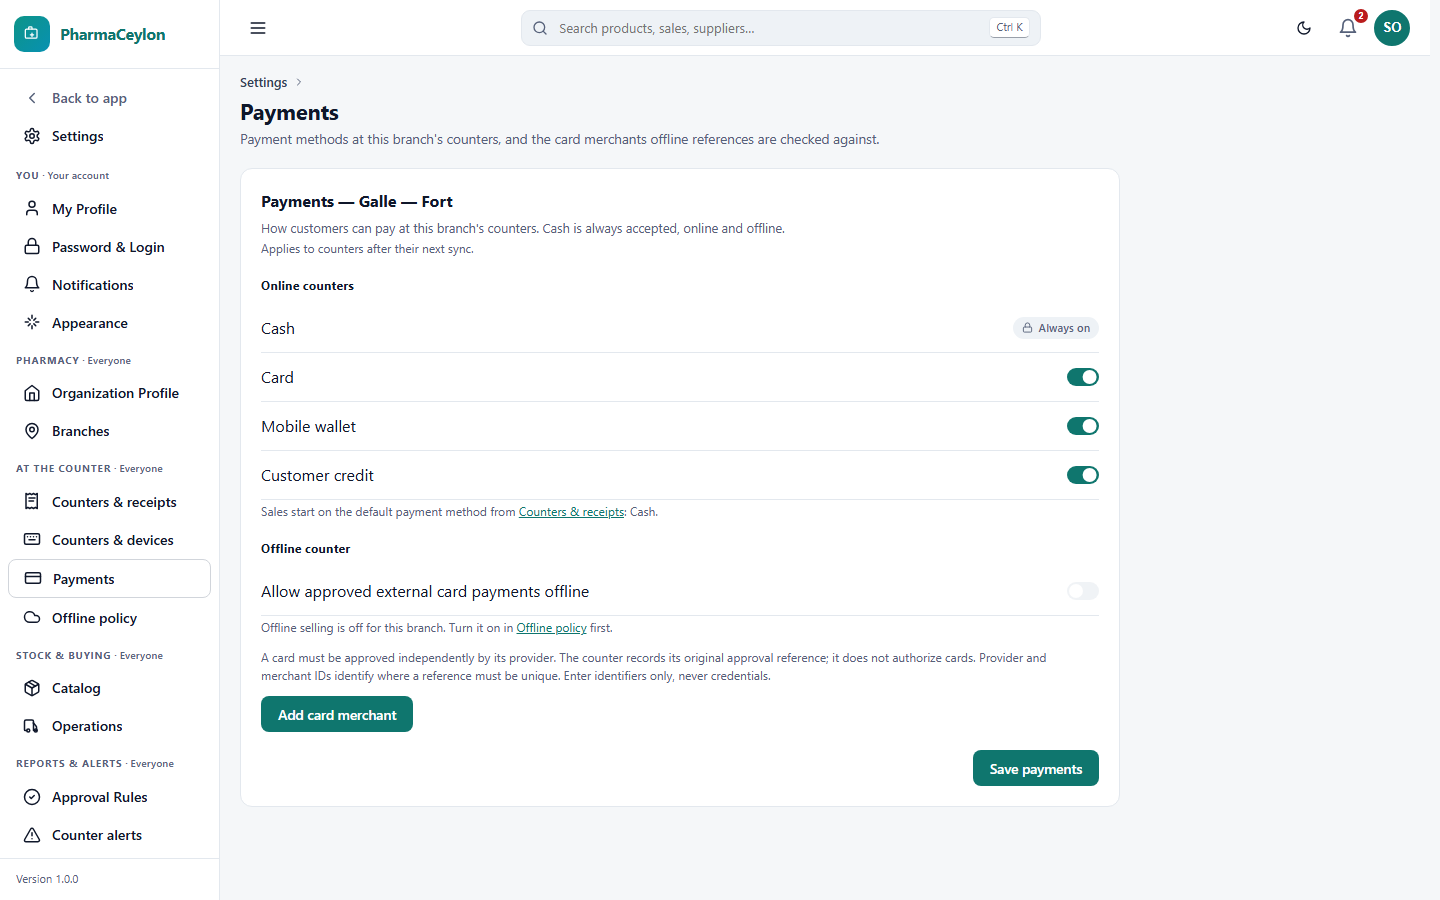 PharmaCeylon
Search products, sales, suppliers...
Ctrl K
2
SO
Back to app
Settings
YOU · Your account
My Profile
Password & Login
Notifications
Appearance
PHARMACY · Everyone
Organization Profile
Branches
AT THE COUNTER · Everyone
Counters & receipts
Counters & devices
Payments
Offline policy
STOCK & BUYING · Everyone
Catalog
Operations
REPORTS & ALERTS · Everyone
Approval Rules
Counter alerts
Version 1.0.0
Settings
Payments
Payment methods at this branch's counters, and the card merchants offline references are checked against.
Payments — Galle — Fort
How customers can pay at this branch's counters. Cash is always accepted, online and offline.
Applies to counters after their next sync.
Online counters
Cash
Always on
Card
Mobile wallet
Customer credit
Sales start on the default payment method from Counters & receipts: Cash.
Offline counter
Allow approved external card payments offline
Offline selling is off for this branch. Turn it on in Offline policy first.
A card must be approved independently by its provider. The counter records its original approval reference; it does not authorize cards. Provider and
merchant IDs identify where a reference must be unique. Enter identifiers only, never credentials.
Add card merchant
Save payments